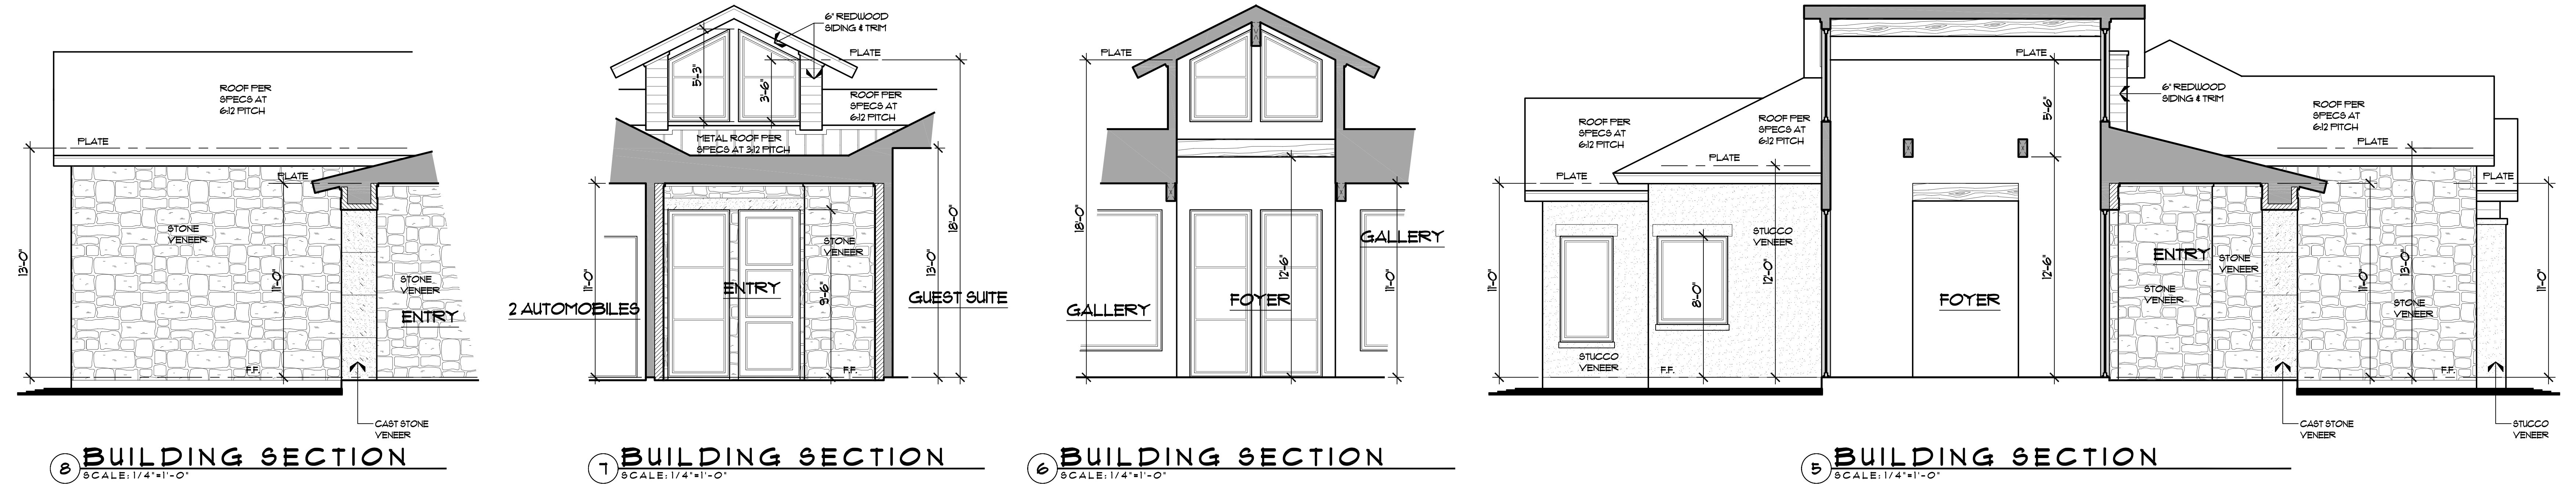 ROOF PER
SPECS AT
6:12 PITCH
PLATE
PLATE
STONE
VENEER
STONE
VENEER
ENTRY
13'-0"
11'-0"
F.F.
CAST STONE
VENEER
8
BUILDING SECTION
SCALE: 1/4"=1'-0"
6" REDWOOD
SIDING & TRIM
PLATE
5'-3"
3'-6"
ROOF PER
SPECS AT
6:12 PITCH
METAL ROOF PER
SPECS AT 3:12 PITCH
18'-0"
13'-0"
11'-0"
9'-6"
STONE
VENEER
ENTRY
2 AUTOMOBILES
GUEST SUITE
F.F.
7
BUILDING SECTION
SCALE: 1/4"=1'-0"
PLATE
18'-0"
12'-6"
11'-0"
GALLERY
GALLERY
FOYER
6
BUILDING SECTION
SCALE: 1/4"=1'-0"
PLATE
5'-6"
6" REDWOOD
SIDING & TRIM
ROOF PER
SPECS AT
6:12 PITCH
ROOF PER
SPECS AT
6:12 PITCH
ROOF PER
SPECS AT
6:12 PITCH
PLATE
PLATE
PLATE
PLATE
STUCCO
VENEER
STUCCO
VENEER
11'-0"
8'-0"
12'-0"
12'-6"
FOYER
ENTRY
STONE
VENEER
STONE
VENEER
STONE
VENEER
11'-0"
13'-0"
11'-0"
F.F.
F.F.
CAST STONE
VENEER
STUCCO
VENEER
5
BUILDING SECTION
SCALE: 1/4"=1'-0"